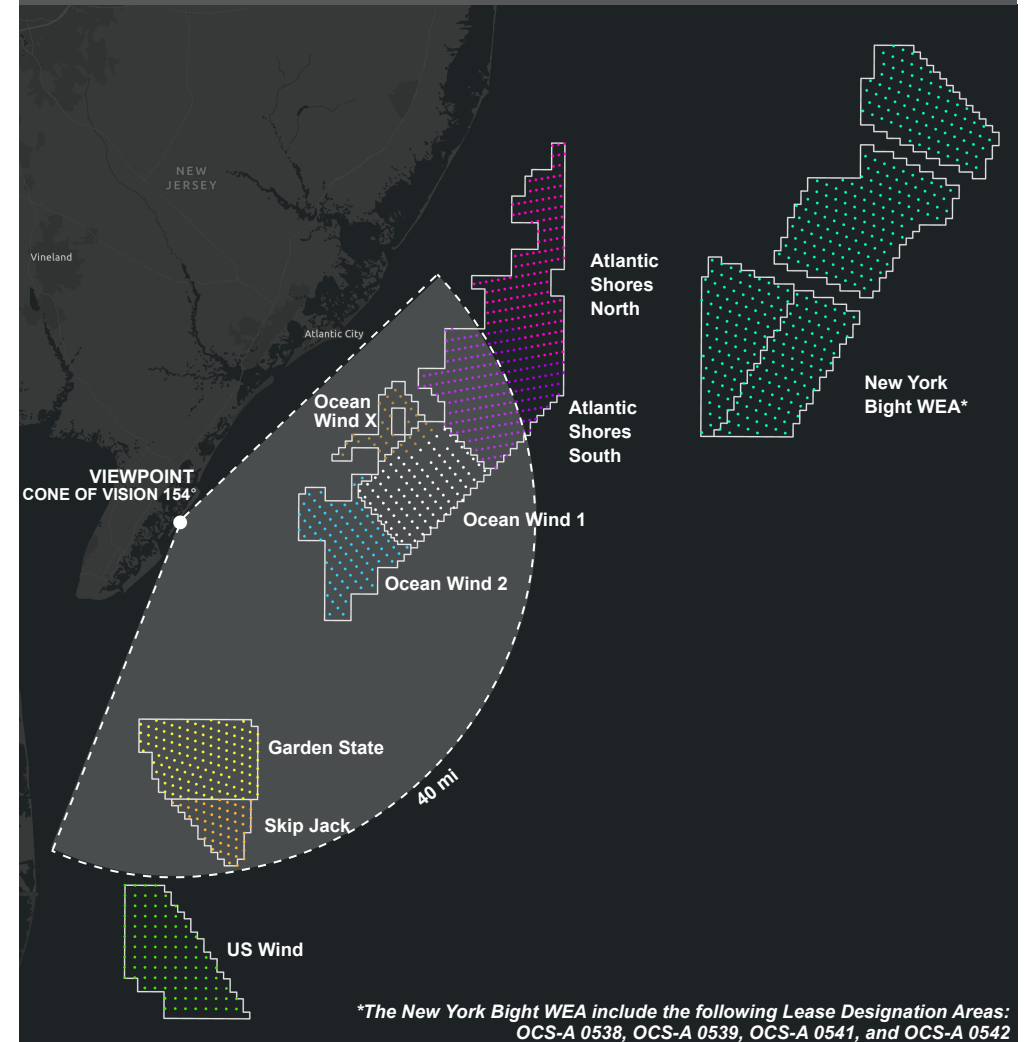 NEW
JERSEY
Vineland
Atlantic City
Atlantic
Shores
North
New York
Bight WEA*
Ocean
Wind X
Atlantic
Shores
South
VIEWPOINT
CONE OF VISION 154°
Ocean Wind 1
Ocean Wind 2
Garden State
40 mi
Skip Jack
US Wind
*The New York Bight WEA include the following Lease Designation Areas:
OCS-A 0538, OCS-A 0539, OCS-A 0541, and OCS-A 0542